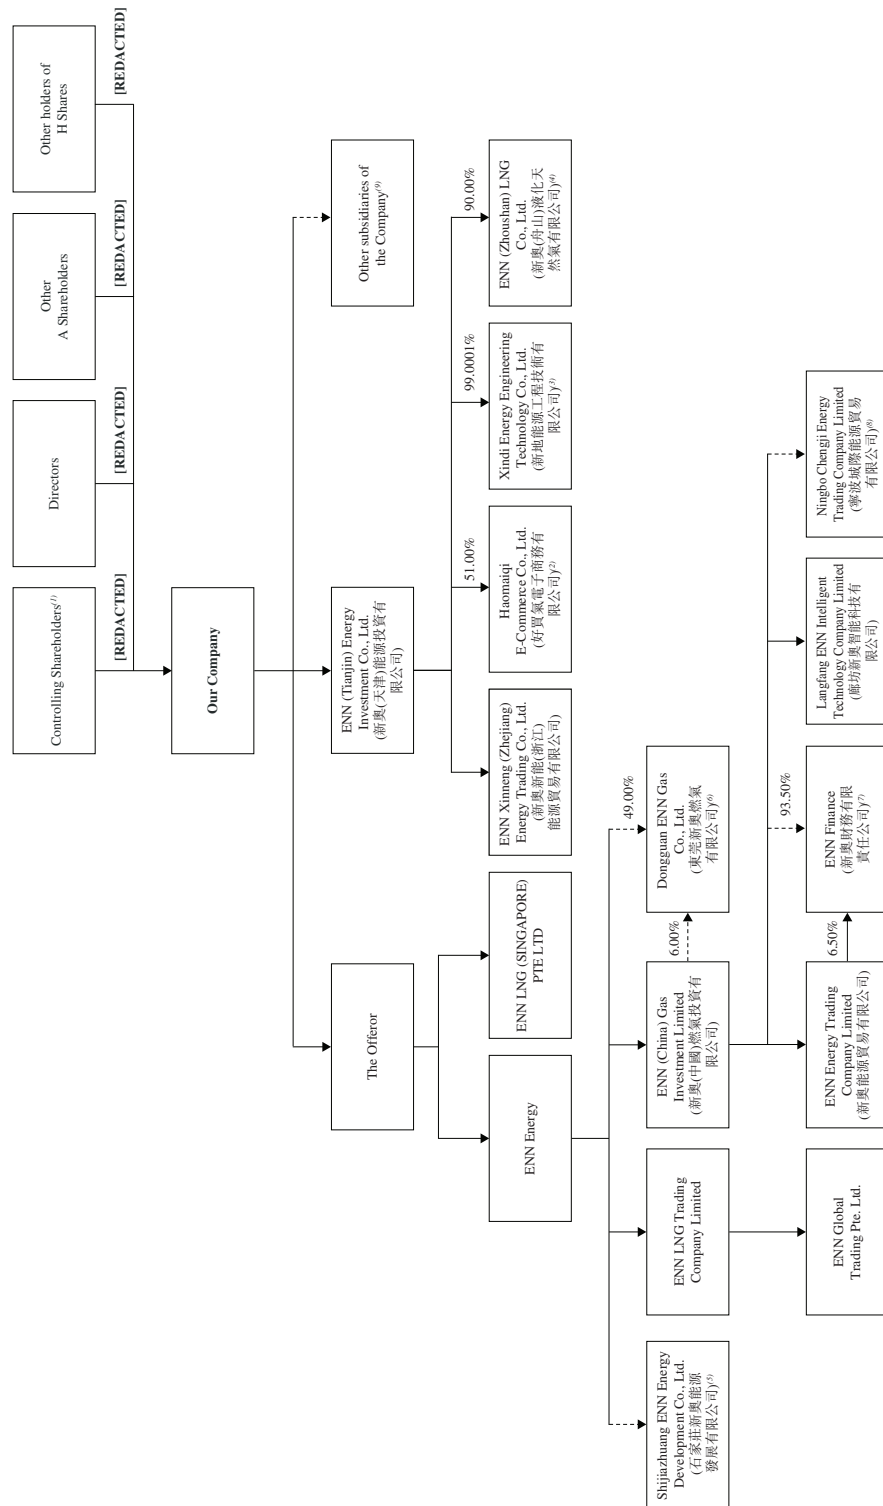 Controlling Shareholders(1)
Directors
Other
A Shareholders
Other holders of
H Shares
[REDACTED]
[REDACTED]
[REDACTED]
[REDACTED]
Our Company
The Offeror
ENN (Tianjin) Energy
Investment Co., Ltd.
(新奧(天津)能源投資有
限公司)
Other subsidiaries of
the Company(9)
51.00%
99.0001%
90.00%
ENN Energy
ENN LNG (SINGAPORE)
PTE LTD
ENN Xinneng (Zhejiang)
Energy Trading Co., Ltd.
(新奧新能(浙江)
能源貿易有限公司)
Haomaiqi
E-Commerce Co., Ltd.
(好買氣電子商務有
限公司)(2)
Xindi Energy Engineering
Technology Co., Ltd.
(新地能源工程技術有
限公司)(3)
ENN (Zhoushan) LNG
Co., Ltd.
(新奧(舟山)液化天
然氣有限公司)(4)
49.00%
Shijiazhuang ENN Energy
Development Co., Ltd.
(石家莊新奧能源
發展有限公司)(5)
ENN LNG Trading
Company Limited
ENN (China) Gas
Investment Limited
(新奧(中國)燃氣投資有
限公司)
6.00%
Dongguan ENN Gas
Co., Ltd.
(東莞新奧燃氣
有限公司)(6)
93.50%
ENN Global
Trading Pte. Ltd.
ENN Energy Trading
Company Limited
(新奧能源貿易有限公司)
6.50%
ENN Finance
(新奧財務有限
責任公司)(7)
Langfang ENN Intelligent
Technology Company Limited
(廊坊新奧智能科技有
限公司)
Ningbo Chengji Energy
Trading Company Limited
(寧波城際能源貿易
有限公司)(8)